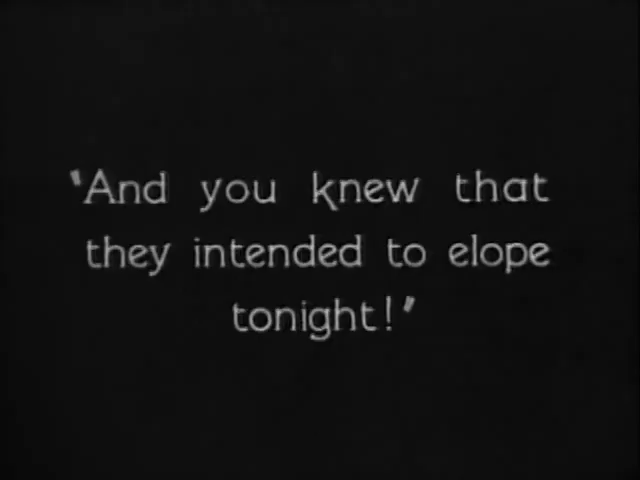 'And you knew that
they intended to elope
tonight!'